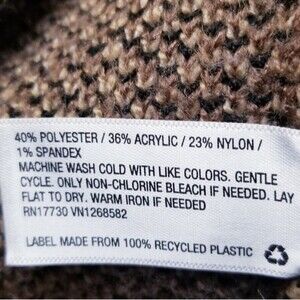 40% POLYESTER / 36% ACRYLIC / 23% NYLON /
1% SPANDEX
MACHINE WASH COLD WITH LIKE COLORS. GENTLE
CYCLE. ONLY NON-CHLORINE BLEACH IF NEEDED. LAY
FLAT TO DRY. WARM IRON IF NEEDED
RN17730 VN1268582
LABEL MADE FROM 100% RECYCLED PLASTIC